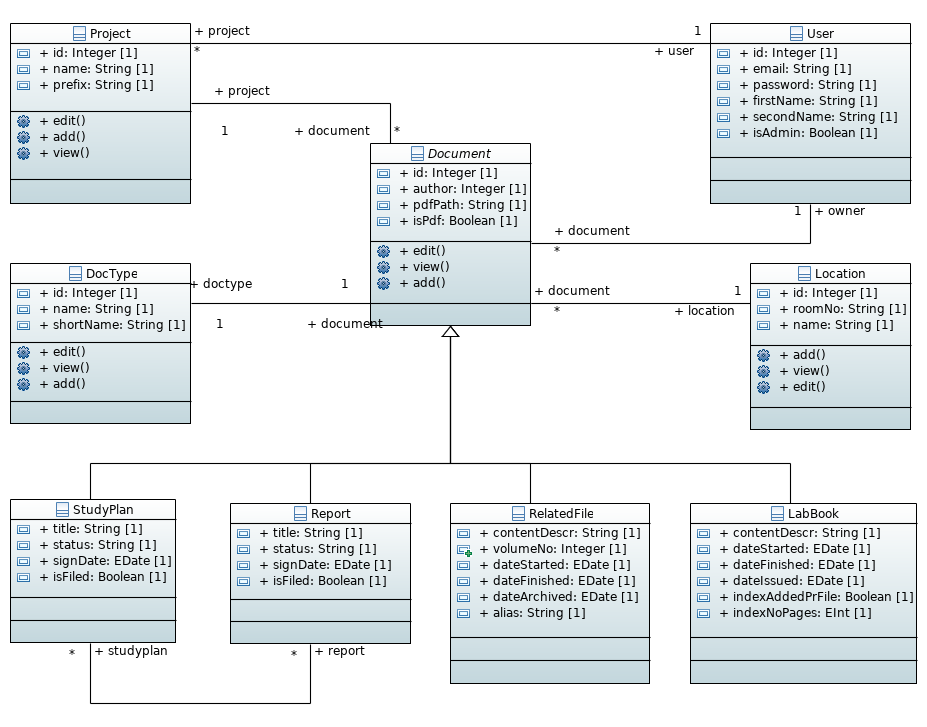 Project
+ id: Integer [1]
+ name: String [1]
+ prefix: String [1]
+ edit()
+ add()
+ view()
+ project
*
1
+ user
User
+ id: Integer [1]
+ email: String [1]
+ password: String [1]
+ firstName: String [1]
+ secondName: String [1]
+ isAdmin: Boolean [1]
+ project
1
+ document
*
Document
+ id: Integer [1]
+ author: Integer [1]
+ pdfPath: String [1]
+ isPdf: Boolean [1]
+ edit()
+ view()
+ add()
1
+ owner
+ document
*
DocType
+ id: Integer [1]
+ name: String [1]
+ shortName: String [1]
+ edit()
+ view()
+ add()
+ doctype
1
1
+ document
+ document
*
1
+ location
Location
+ id: Integer [1]
+ roomNo: String [1]
+ name: String [1]
+ add()
+ view()
+ edit()
StudyPlan
+ title: String [1]
+ status: String [1]
+ signDate: EDate [1]
+ isFiled: Boolean [1]
* + studyplan
Report
+ title: String [1]
+ status: String [1]
+ signDate: EDate [1]
+ isFiled: Boolean [1]
* + report
RelatedFile
+ contentDescr: String [1]
+ volumeNo: Integer [1]
+ dateStarted: EDate [1]
+ dateFinished: EDate [1]
+ dateArchived: EDate [1]
+ alias: String [1]
LabBook
+ contentDescr: String [1]
+ dateStarted: EDate [1]
+ dateFinished: EDate [1]
+ dateIssued: EDate [1]
+ indexAddedPrFile: Boolean [1]
+ indexNoPages: EInt [1]